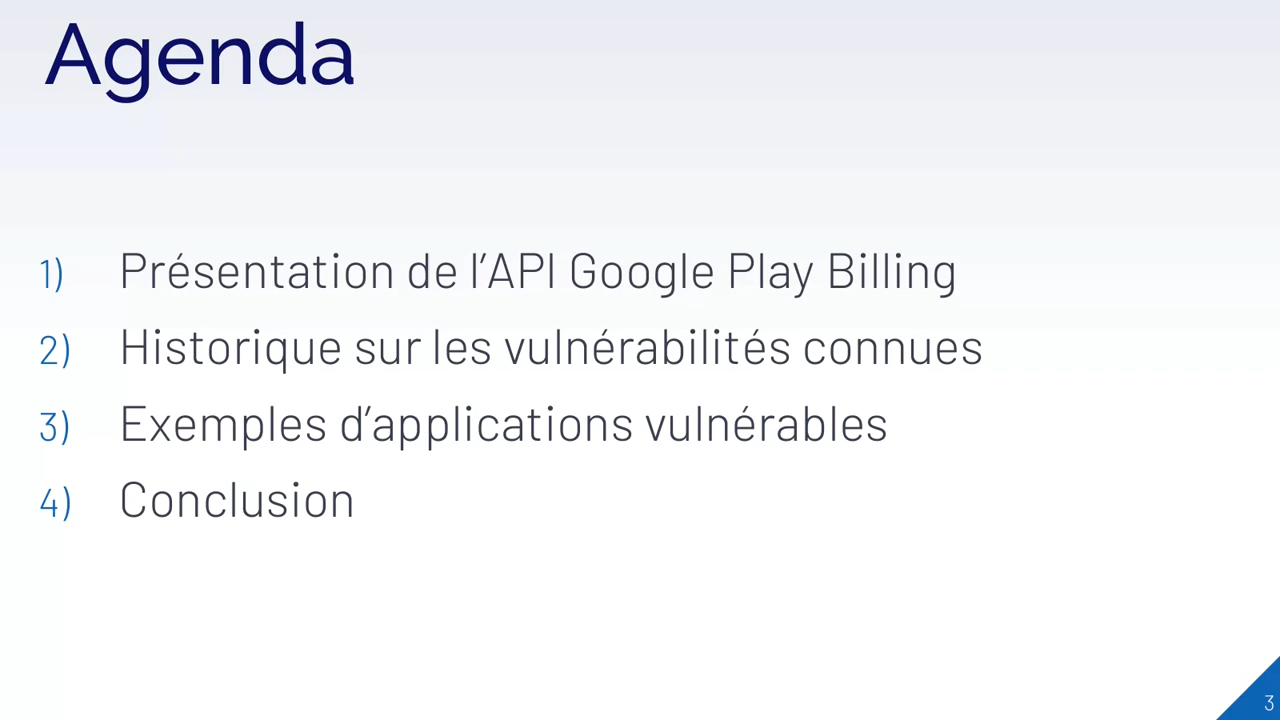 Agenda
1) Présentation de l’API Google Play Billing
2) Historique sur les vulnérabilités connues
3) Exemples d’applications vulnérables
4) Conclusion
3